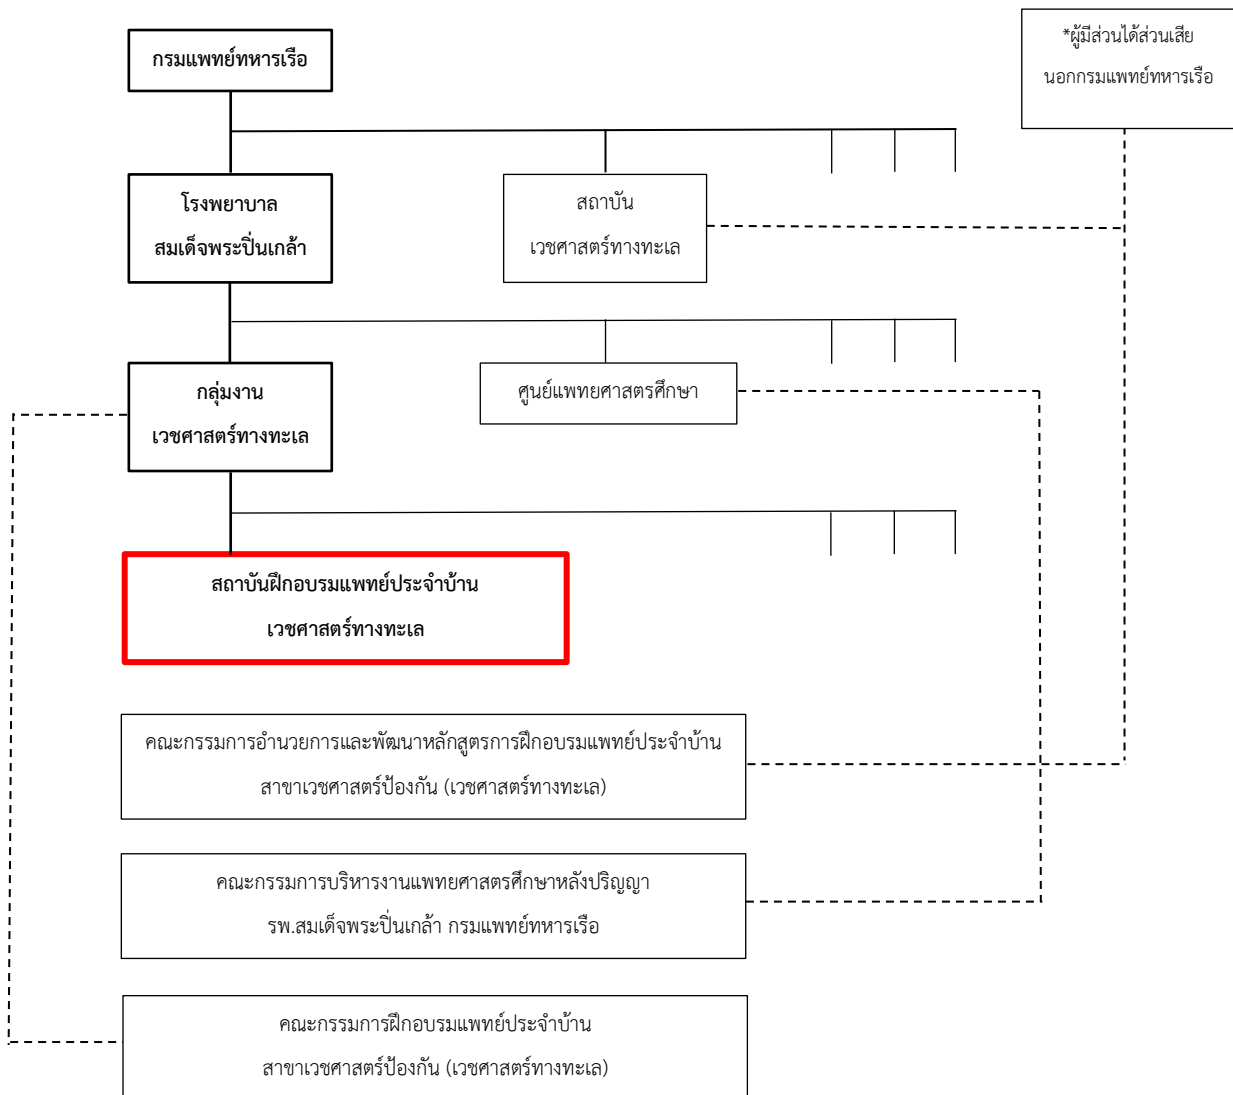 กรมแพทย์ทหารเรือ
*ผู้มีส่วนได้ส่วนเสีย
นอกกรมแพทย์ทหารเรือ
โรงพยาบาล
สมเด็จพระปิ่นเกล้า
สถาบัน
เวชศาสตร์ทางทะเล
กลุ่มงาน
เวชศาสตร์ทางทะเล
ศูนย์แพทยศาสตรศึกษา
สถาบันฝึกอบรมแพทย์ประจำบ้าน
เวชศาสตร์ทางทะเล
คณะกรรมการอำนวยการและพัฒนาหลักสูตรการฝึกอบรมแพทย์ประจำบ้าน
สาขาเวชศาสตร์ป้องกัน (เวชศาสตร์ทางทะเล)
คณะกรรมการบริหารงานแพทยศาสตรศึกษาหลังปริญญา
รพ.สมเด็จพระปิ่นเกล้า กรมแพทย์ทหารเรือ
คณะกรรมการฝึกอบรมแพทย์ประจำบ้าน
สาขาเวชศาสตร์ป้องกัน (เวชศาสตร์ทางทะเล)